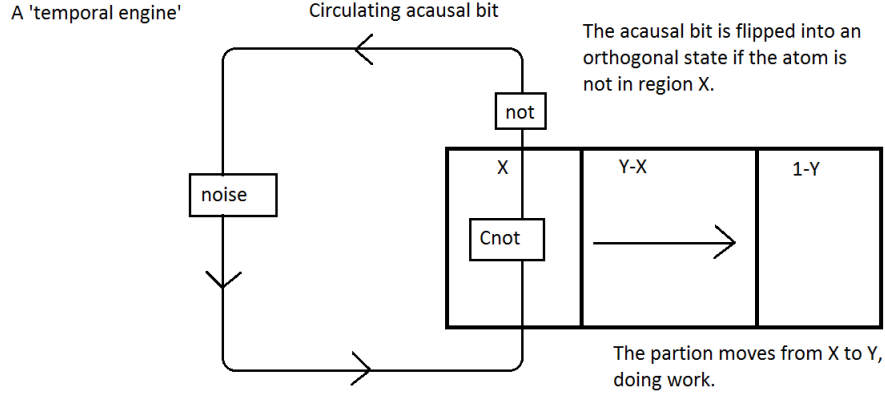 A 'temporal engine'
Circulating acausal bit
The acausal bit is flipped into an
orthogonal state if the atom is
not in region X.
not
X
Y-X
1-Y
noise
Cnot
The partion moves from X to Y,
doing work.